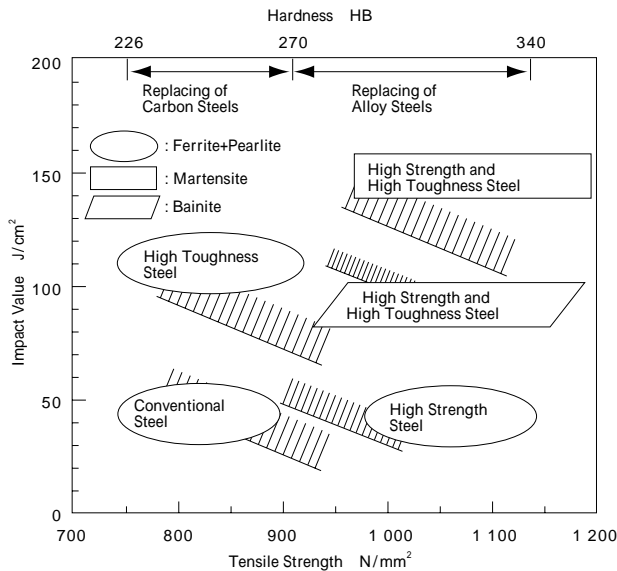 Hardness HB
226 270 340
Replacing of
Carbon Steels
Replacing of
Alloy Steels
: Ferrite+Pearlite
: Martensite
: Bainite
High Strength and
High Toughness Steel
High Toughness
Steel
High Strength and
High Toughness Steel
Conventional
Steel
High Strength
Steel
200
150
100
50
0
Impact Value J/cm²
700 800 900 1 000 1 100 1 200
Tensile Strength N/mm²